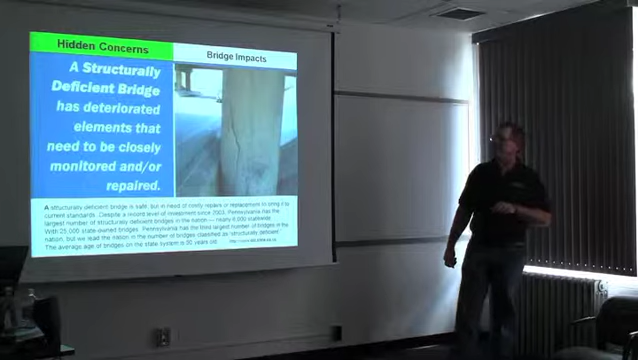 Hidden Concerns
Bridge Impacts
A Structurally
Deficient Bridge
has deteriorated
elements that
need to be closely
monitored and/or
repaired.
A structurally deficient bridge is safe, but in need of costly repairs or replacement to bring it to
current standards. Despite a record level of investment since 2003, Pennsylvania has the
largest number of structurally deficient bridges in the nation — nearly 6,000 statewide.
With 25,000 state-owned bridges, Pennsylvania has the third largest number of bridges in the
nation, but we lead the nation in the number of bridges classified as "structurally deficient".
The average age of bridges on the state system is 50 years old